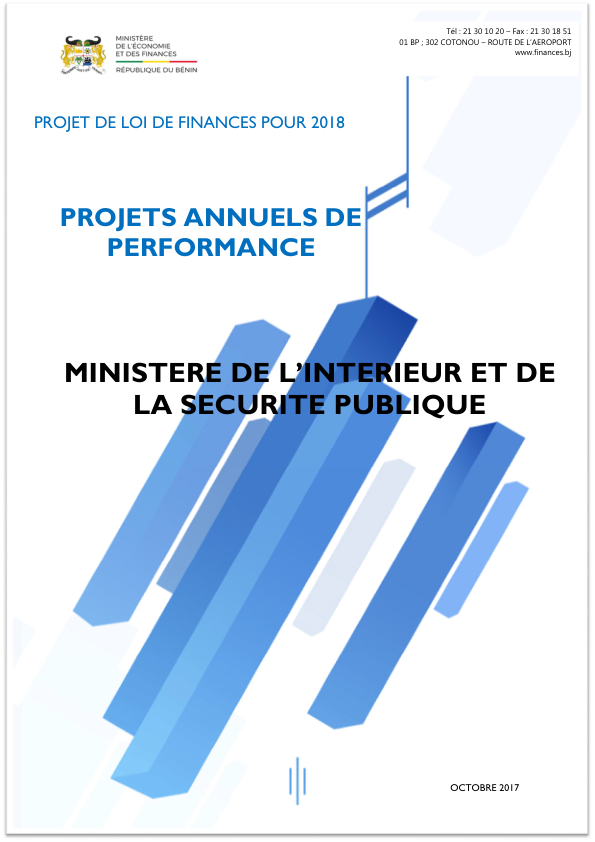 MINISTÈRE
DE L'ÉCONOMIE
ET DES FINANCES
RÉPUBLIQUE DU BÉNIN
Tél : 21 30 10 20 – Fax : 21 30 18 51
01 BP ; 302 COTONOU – ROUTE DE L'AEROPORT
www.finances.bj
PROJET DE LOI DE FINANCES POUR 2018
PROJETS ANNUELS DE
PERFORMANCE
MINISTERE DE L'INTERIEUR ET DE
LA SECURITE PUBLIQUE
OCTOBRE 2017